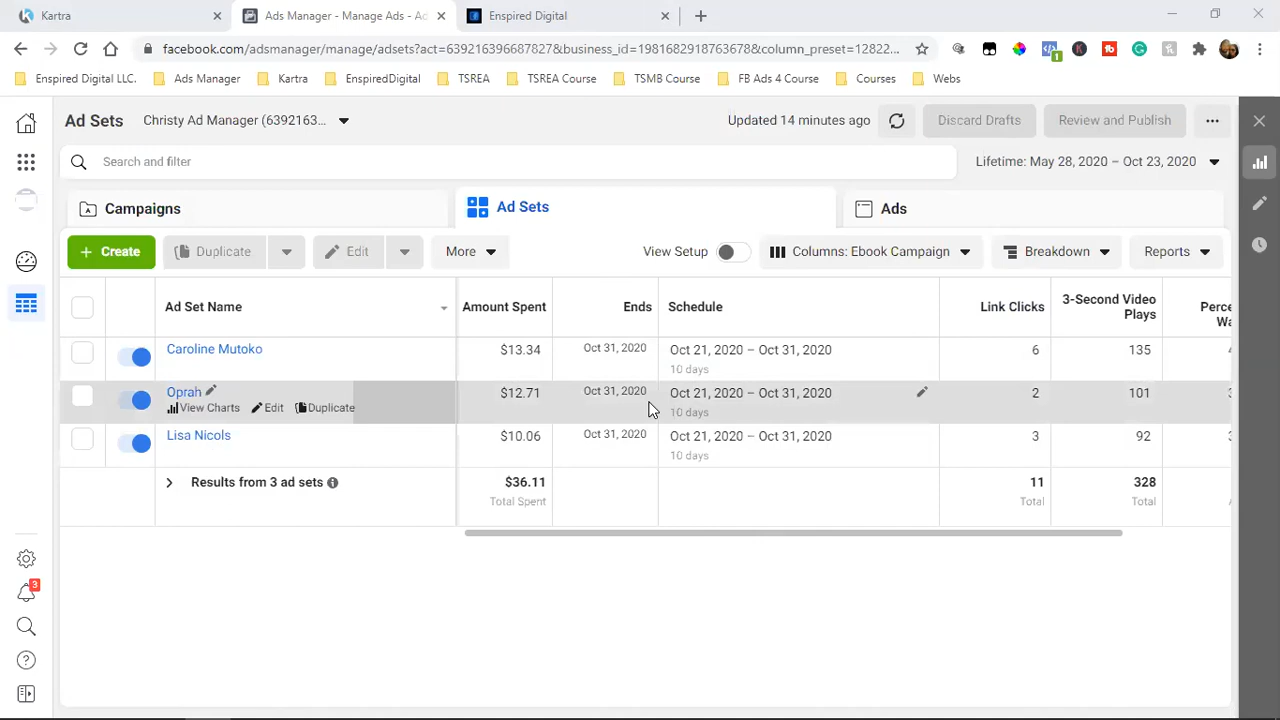 Kartra
Ads Manager - Manage Ads - Ac
Enspired Digital
facebook.com/adsmanager/manage/adsets?act=639216396687827&business_id=1981682918763678&column_preset=12822...
1
Enspired Digital LLC.
Ads Manager
Kartra
EnspiredDigital
TSREA
TSREA Course
TSMB Course
FB Ads 4 Course
Courses
Webs
Ad Sets
Christy Ad Manager (6392163...
Updated 14 minutes ago
Discard Drafts
Review and Publish
Search and filter
Lifetime: May 28, 2020 – Oct 23, 2020
Campaigns
Ad Sets
Ads
+ Create
Duplicate
Edit
More
View Setup
Columns: Ebook Campaign
Breakdown
Reports
Ad Set Name
Amount Spent
Ends
Schedule
Link Clicks
3-Second Video
Plays
Perce
Wa
Caroline Mutoko
$13.34
Oct 31, 2020
Oct 21, 2020 – Oct 31, 2020
10 days
6
135
Oprah
View Charts
Edit
Duplicate
$12.71
Oct 31, 2020
Oct 21, 2020 – Oct 31, 2020
10 days
2
101
Lisa Nicols
$10.06
Oct 31, 2020
Oct 21, 2020 – Oct 31, 2020
10 days
3
92
Results from 3 ad sets
$36.11
Total Spent
11
Total
328
Total
3